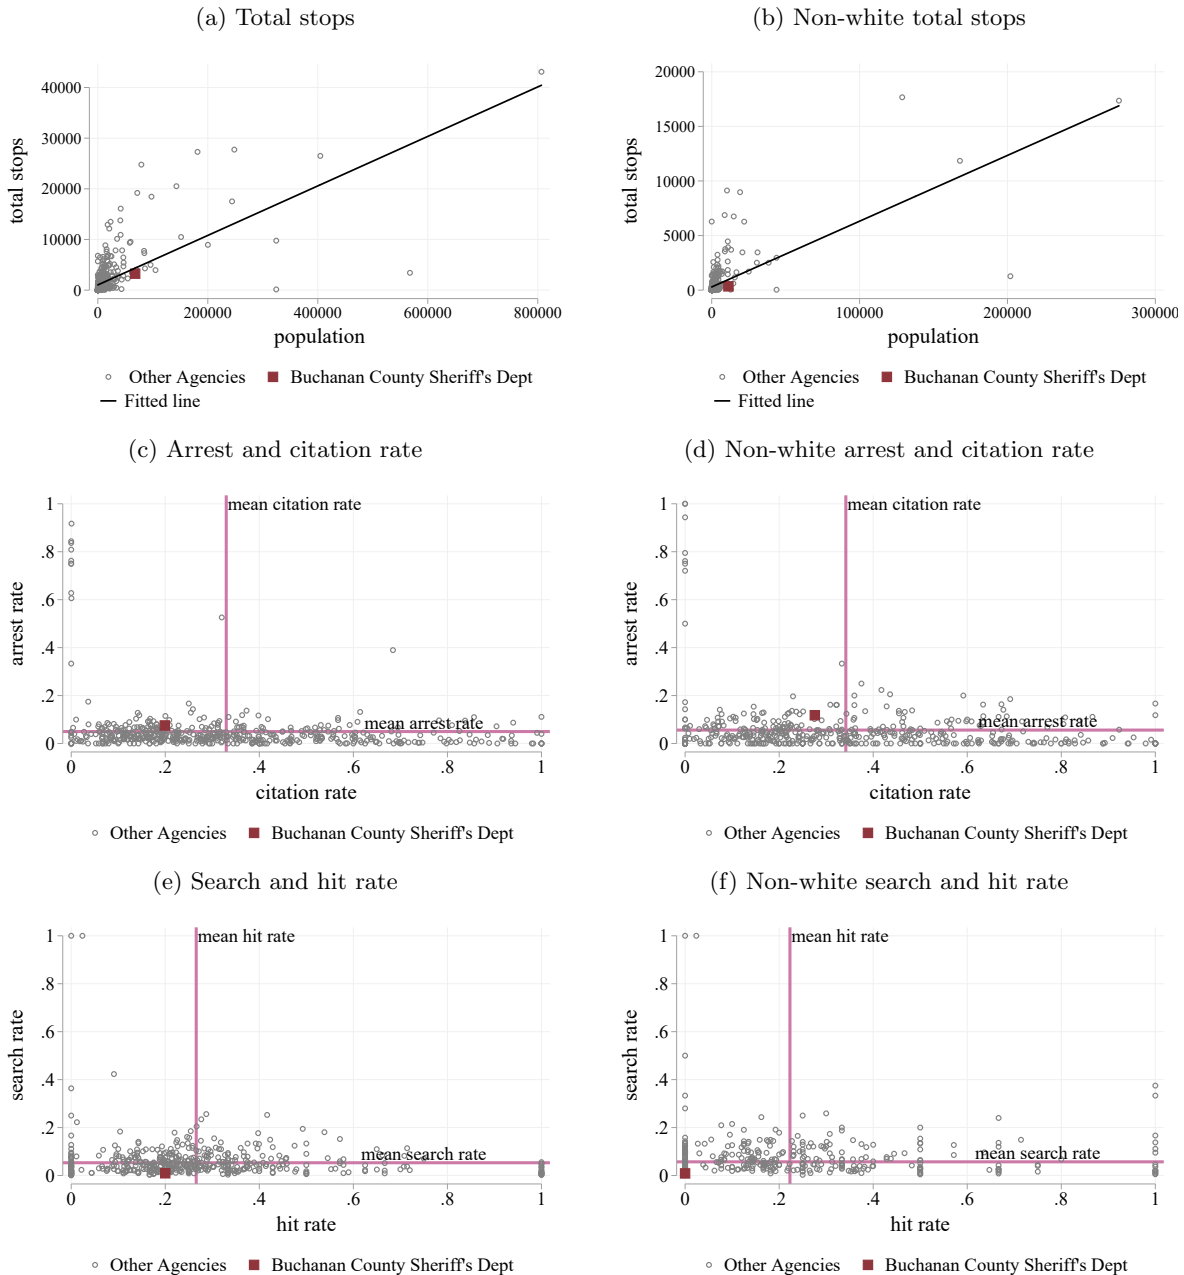 (a) Total stops
(b) Non-white total stops
total stops
40000
30000
20000
10000
0
0
200000
400000
600000
800000
population
Other Agencies
Buchanan County Sheriff's Dept
Fitted line
total stops
20000
15000
10000
5000
0
0
100000
200000
300000
population
Other Agencies
Buchanan County Sheriff's Dept
Fitted line
(c) Arrest and citation rate
(d) Non-white arrest and citation rate
arrest rate
1
.8
.6
.4
.2
0
mean citation rate
mean arrest rate
0
.2
.4
.6
.8
1
citation rate
Other Agencies
Buchanan County Sheriff's Dept
arrest rate
1
.8
.6
.4
.2
0
mean citation rate
mean arrest rate
0
.2
.4
.6
.8
1
citation rate
Other Agencies
Buchanan County Sheriff's Dept
(e) Search and hit rate
(f) Non-white search and hit rate
search rate
1
.8
.6
.4
.2
0
mean hit rate
mean search rate
0
.2
.4
.6
.8
1
hit rate
Other Agencies
Buchanan County Sheriff's Dept
search rate
1
.8
.6
.4
.2
0
mean hit rate
mean search rate
0
.2
.4
.6
.8
1
hit rate
Other Agencies
Buchanan County Sheriff's Dept